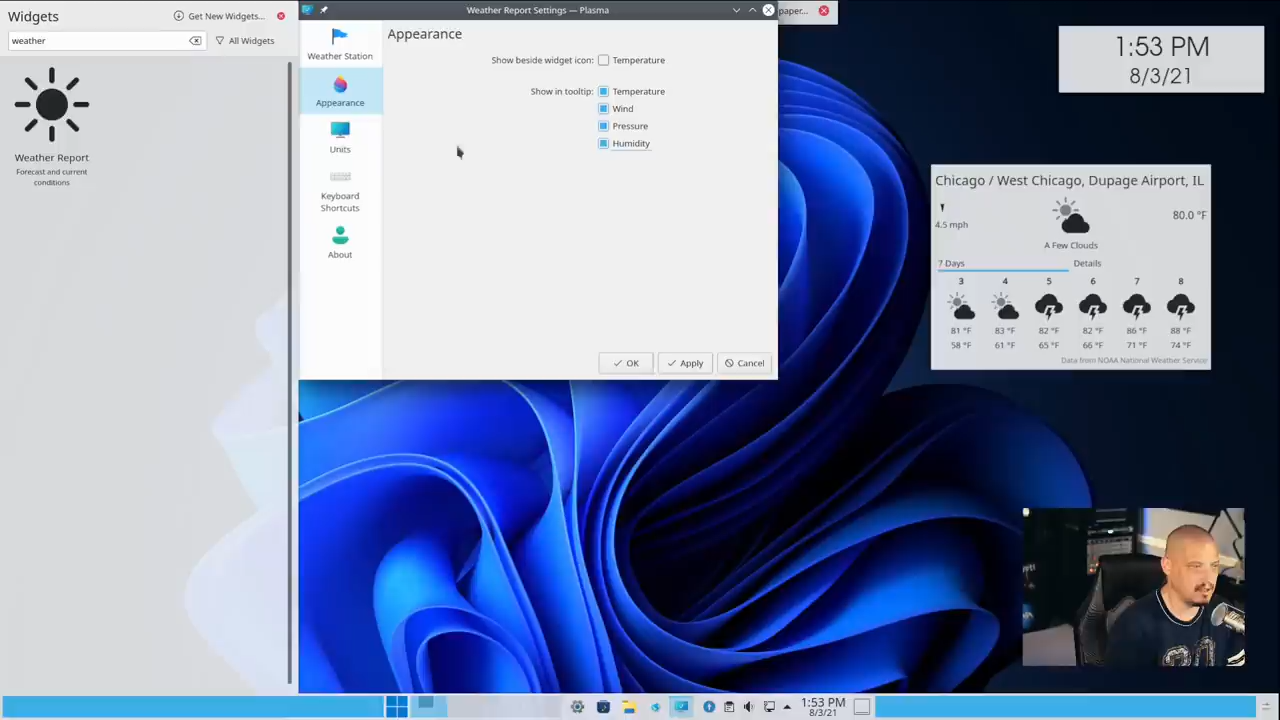 Widgets
Get New Widgets...
weather
All Widgets
Weather Report
Forecast and current
conditions
Weather Report Settings — Plasma
Weather Station
Appearance
Units
Keyboard
Shortcuts
About
Appearance
Show beside widget icon:
Temperature
Show in tooltip:
Temperature
Wind
Pressure
Humidity
OK
Apply
Cancel
paper...
1:53 PM
8/3/21
Chicago / West Chicago, Dupage Airport, IL
4.5 mph
80.0 °F
A Few Clouds
7 Days
Details
3 4 5 6 7 8
81 °F 83 °F 82 °F 82 °F 86 °F 88 °F
58 °F 61 °F 65 °F 66 °F 71 °F 74 °F
Data from NOAA National Weather Service
1:53 PM
8/3/21